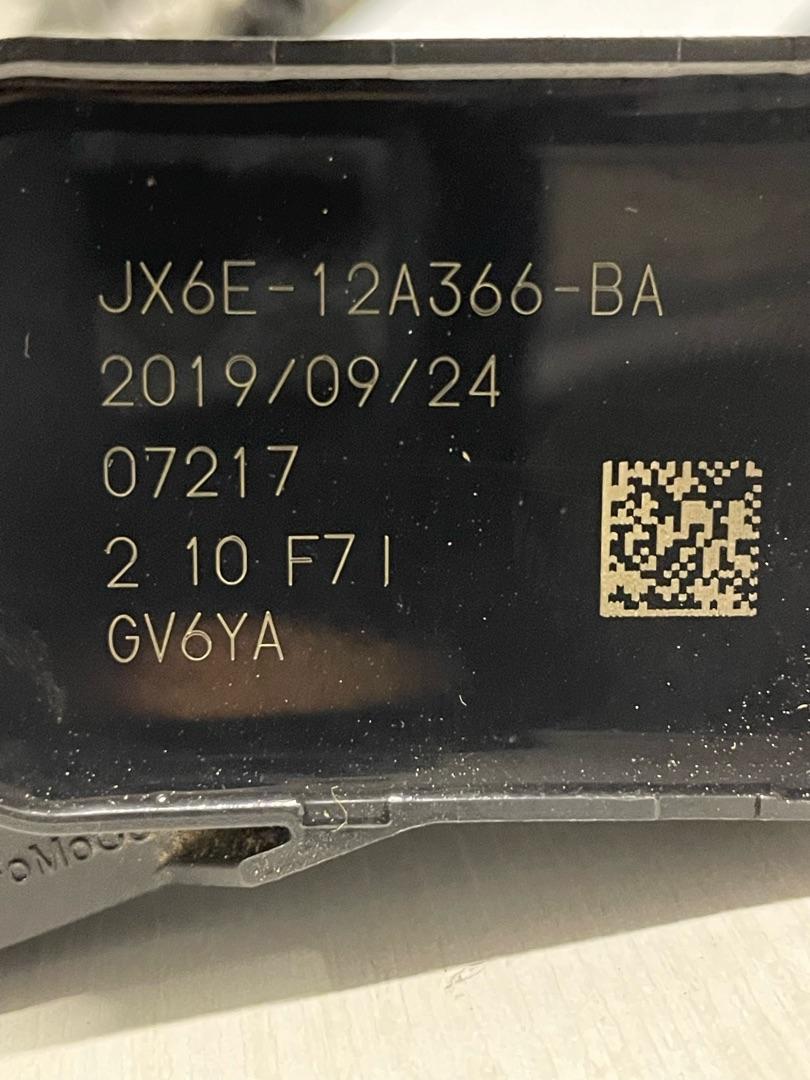 JX6E-12A366-BA
2019/09/24
07217
2 10 F7 I
GV6YA